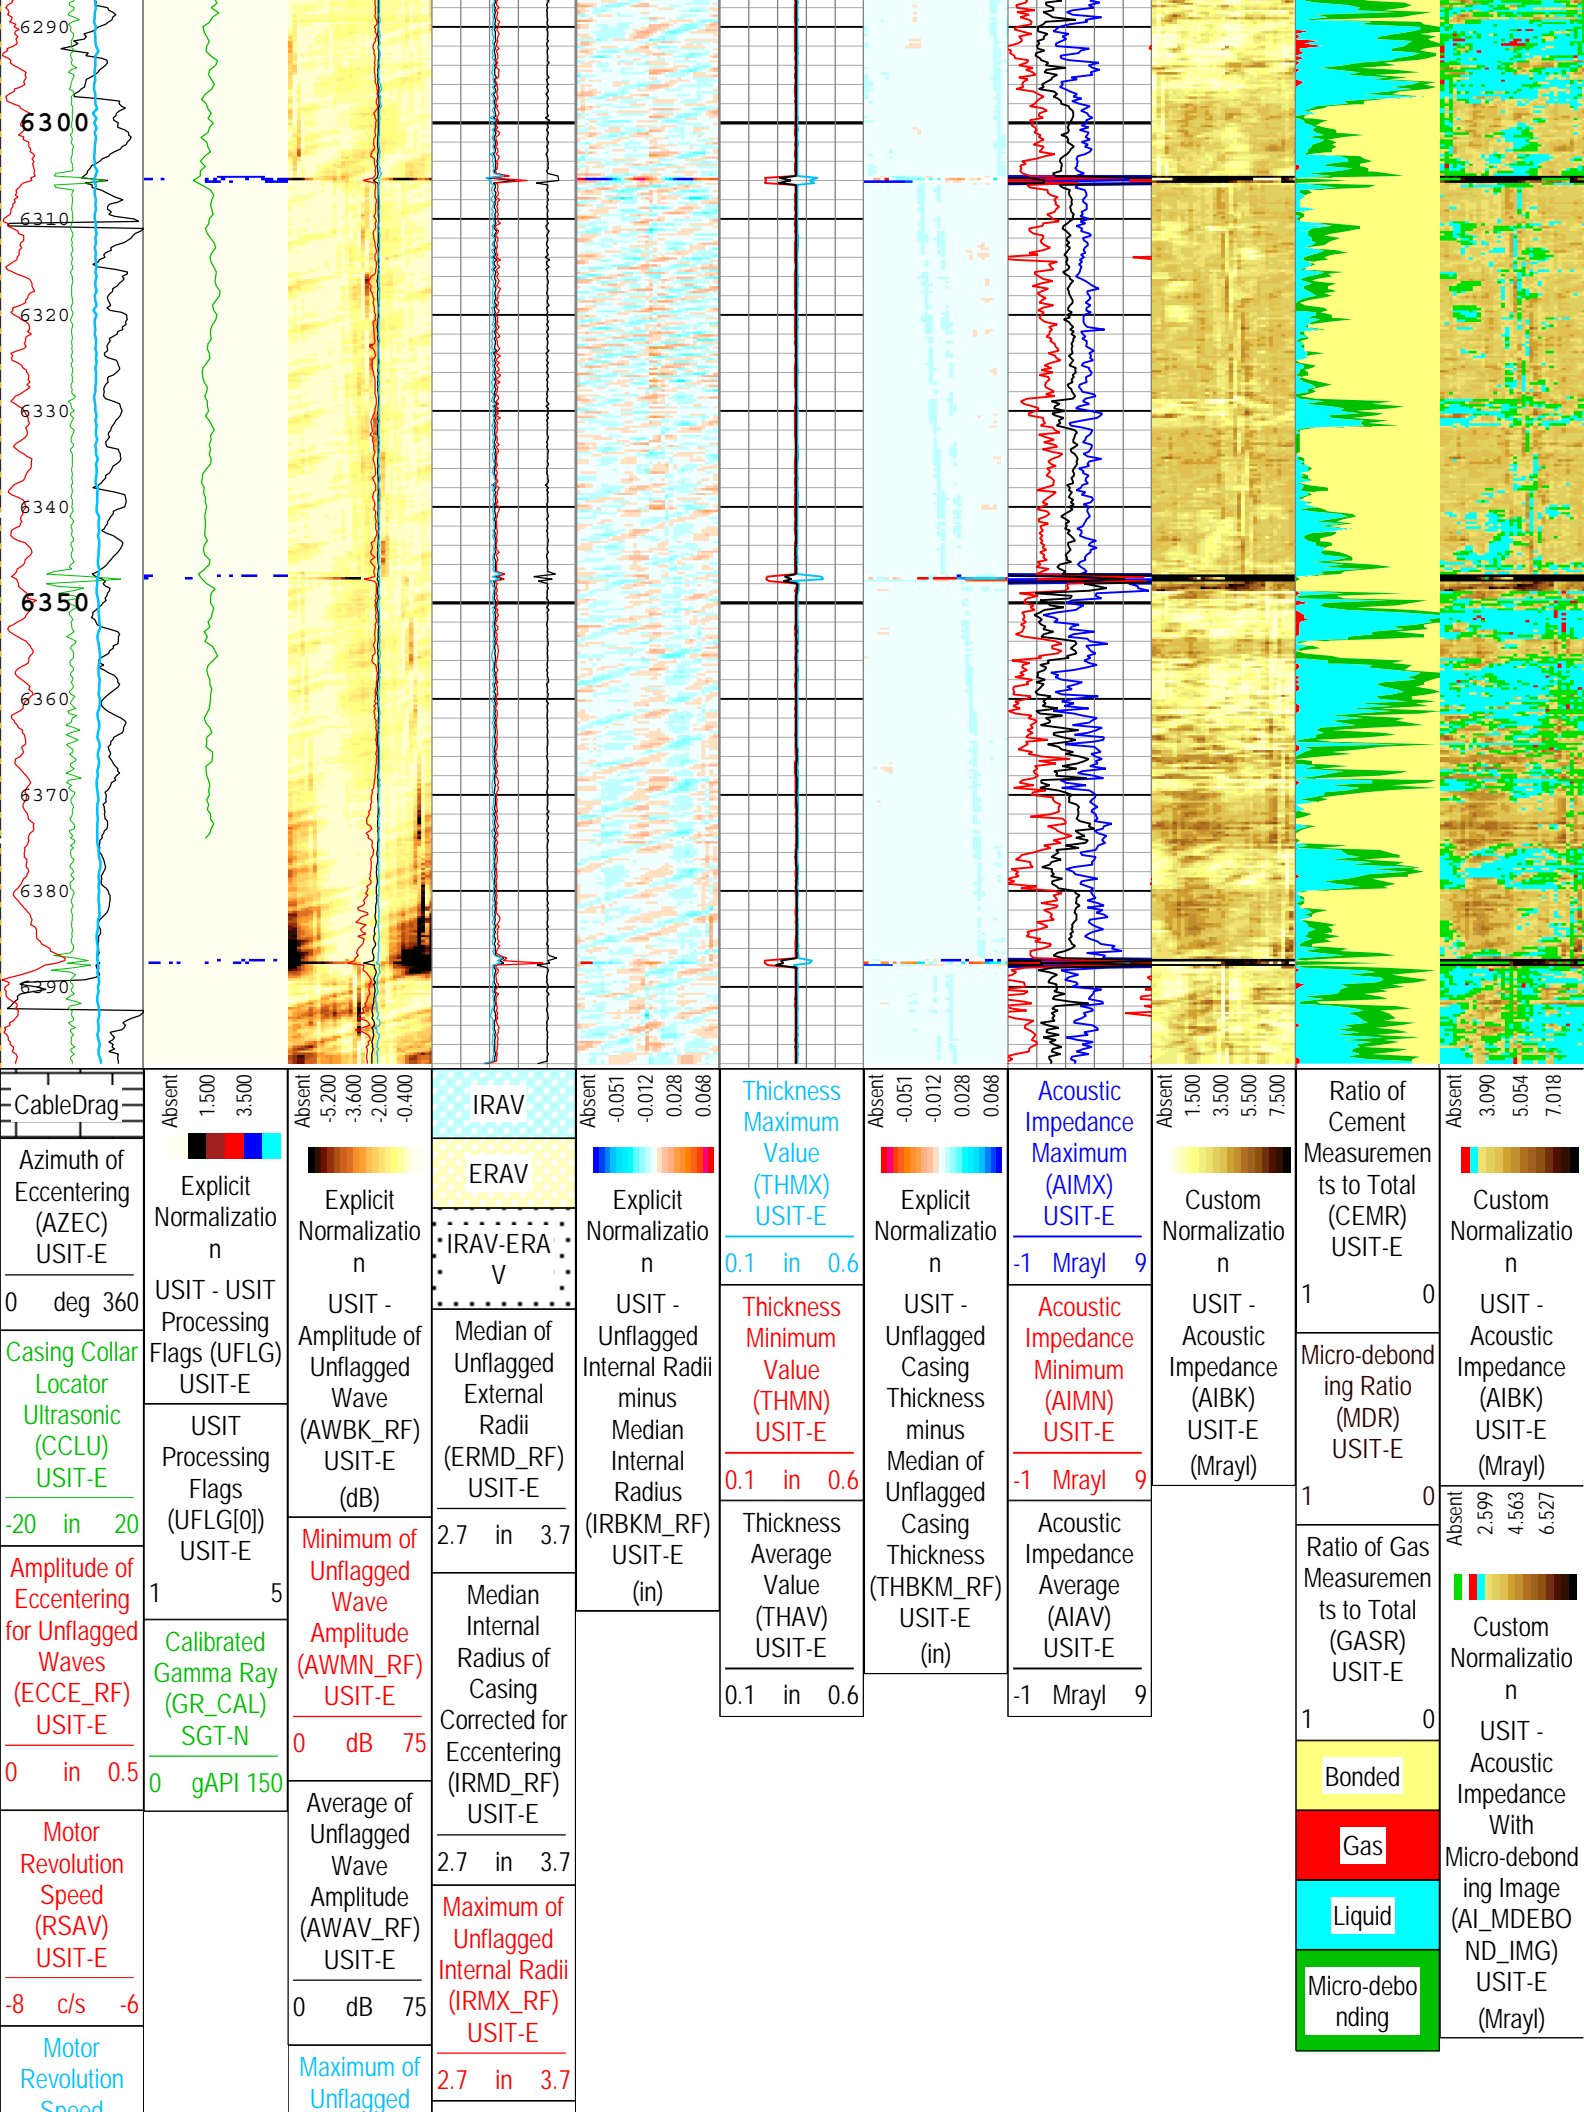 6290
6300
6310
6320
6330
6340
6350
6360
6370
6380
6390
CableDrag
Azimuth of
Eccentering
(AZEC)
USIT-E
0 deg 360
Casing Collar
Locator
Ultrasonic
(CCLU)
USIT-E
-20 in 20
Amplitude of
Eccentering
for Unflagged
Waves
(ECCE_RF)
USIT-E
0 in 0.5
Motor
Revolution
Speed
(RSAV)
USIT-E
-8 c/s -6
Motor
Revolution
Speed
Absent
1.500
3.500
Explicit
Normalizatio
n
USIT - USIT
Processing
Flags (UFLG)
USIT-E
USIT
Processing
Flags
(UFLG[0])
USIT-E
1 5
Calibrated
Gamma Ray
(GR_CAL)
SGT-N
0 gAPI 150
Absent
-5.200
-3.600
-2.000
-0.400
Explicit
Normalizatio
n
USIT -
Amplitude of
Unflagged
Wave
(AWBK_RF)
USIT-E
(dB)
Minimum of
Unflagged
Wave
Amplitude
(AWMN_RF)
USIT-E
0 dB 75
Average of
Unflagged
Wave
Amplitude
(AWAV_RF)
USIT-E
0 dB 75
Maximum of
Unflagged
IRAV
ERAV
IRAV-ERA
V
Median of
Unflagged
External
Radii
(ERMD_RF)
USIT-E
2.7 in 3.7
Median
Internal
Radius of
Casing
Corrected for
Eccentering
(IRMD_RF)
USIT-E
2.7 in 3.7
Maximum of
Unflagged
Internal Radii
(IRMX_RF)
USIT-E
2.7 in 3.7
Absent
-0.051
-0.012
0.028
0.068
Explicit
Normalizatio
n
USIT -
Unflagged
Internal Radii
minus
Median
Internal
Radius
(IRBKM_RF)
USIT-E
(in)
Thickness
Maximum
Value
(THMX)
USIT-E
0.1 in 0.6
Thickness
Minimum
Value
(THMN)
USIT-E
0.1 in 0.6
Thickness
Average
Value
(THAV)
USIT-E
0.1 in 0.6
Absent
-0.051
-0.012
0.028
0.068
Explicit
Normalizatio
n
USIT -
Unflagged
Casing
Thickness
minus
Median of
Unflagged
Casing
Thickness
(THBKM_RF)
USIT-E
(in)
Acoustic
Impedance
Maximum
(AIMX)
USIT-E
-1 Mrayl 9
Acoustic
Impedance
Minimum
(AIMN)
USIT-E
-1 Mrayl 9
Acoustic
Impedance
Average
(AIAV)
USIT-E
-1 Mrayl 9
Absent
1.500
3.500
5.500
7.500
Custom
Normalizatio
n
USIT -
Acoustic
Impedance
(AIBK)
USIT-E
(Mrayl)
Ratio of
Cement
Measuremen
ts to Total
(CEMR)
USIT-E
1 0
Micro-debond
ing Ratio
(MDR)
USIT-E
1 0
Ratio of Gas
Measuremen
ts to Total
(GASR)
USIT-E
1 0
Bonded
Gas
Liquid
Micro-debo
nding
Absent
3.090
5.054
7.018
Custom
Normalizatio
n
USIT -
Acoustic
Impedance
(AIBK)
USIT-E
(Mrayl)
Absent
2.599
4.563
6.527
Custom
Normalizatio
n
USIT -
Acoustic
Impedance
With
Micro-debond
ing Image
(AI_MDEBO
ND_IMG)
USIT-E
(Mrayl)